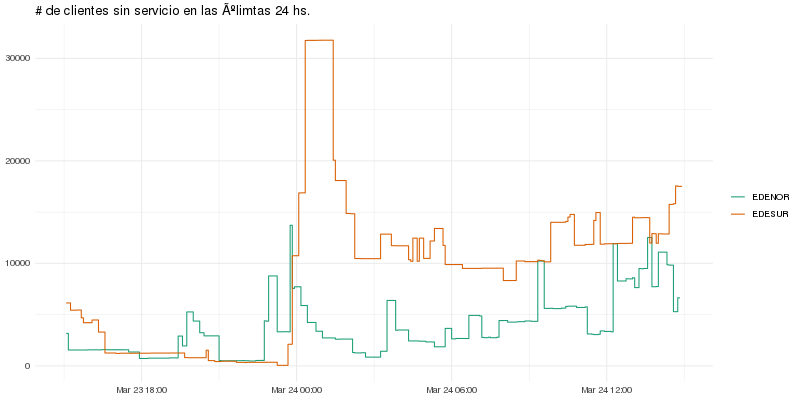 # de clientes sin servicio en las Ãºlimtas 24 hs.
30000
20000
10000
0
Mar 23 18:00
Mar 24 00:00
Mar 24 06:00
Mar 24 12:00
EDENOR
EDESUR